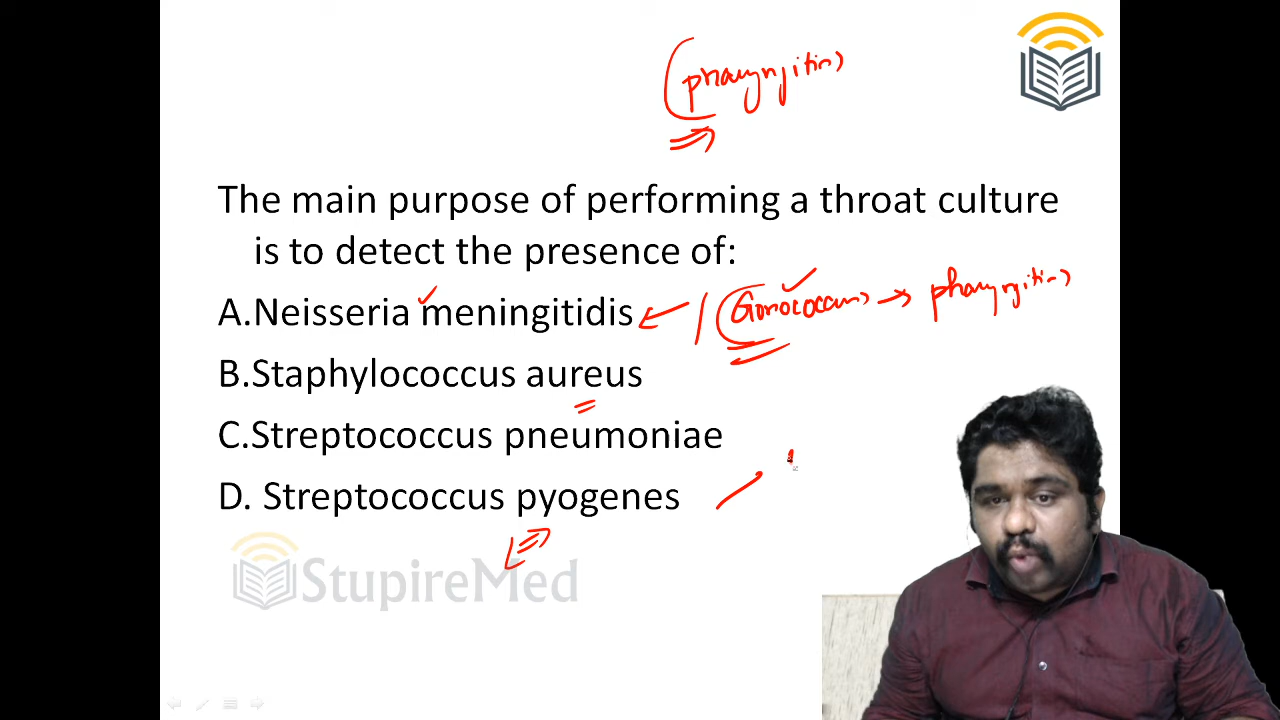 pharyngitis
The main purpose of performing a throat culture
is to detect the presence of:
A.Neisseria meningitidis / Gonococcus → pharyngitis
B.Staphylococcus aureus
C.Streptococcus pneumoniae
D. Streptococcus pyogenes
StupireMed